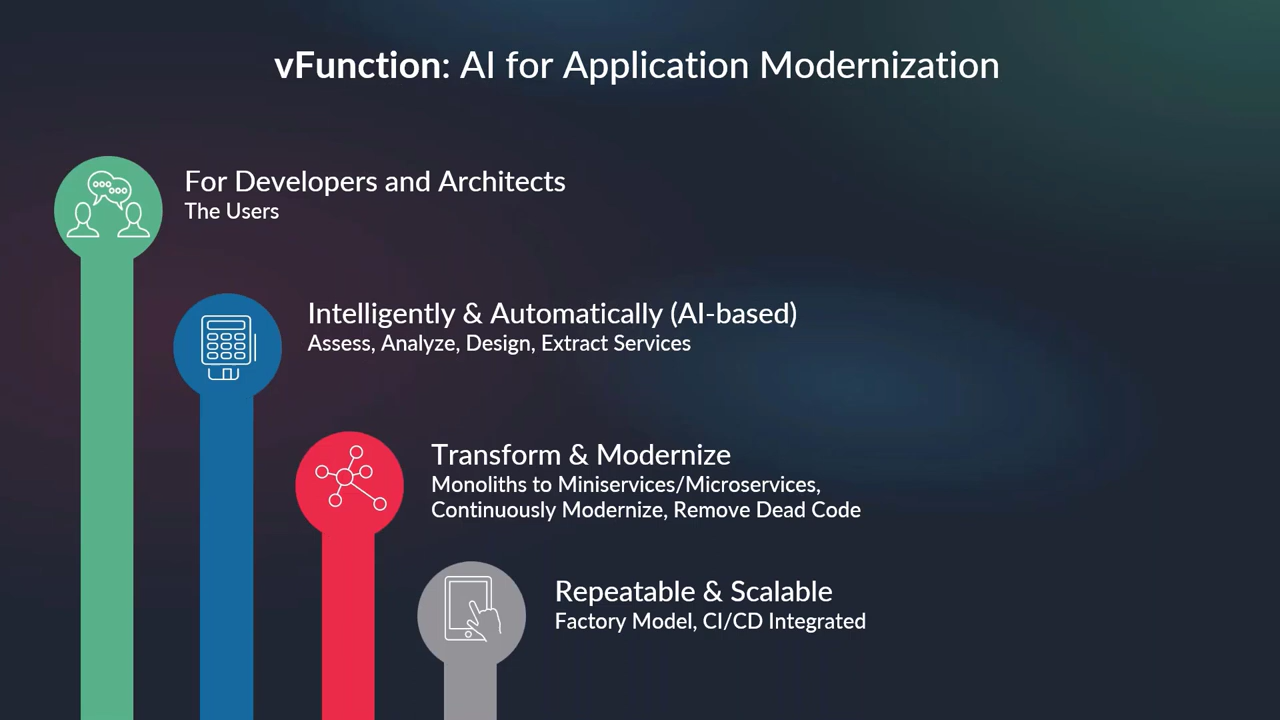 vFunction: AI for Application Modernization
For Developers and Architects
The Users
Intelligently & Automatically (AI-based)
Assess, Analyze, Design, Extract Services
Transform & Modernize
Monoliths to Miniservices/Microservices,
Continuously Modernize, Remove Dead Code
Repeatable & Scalable
Factory Model, CI/CD Integrated